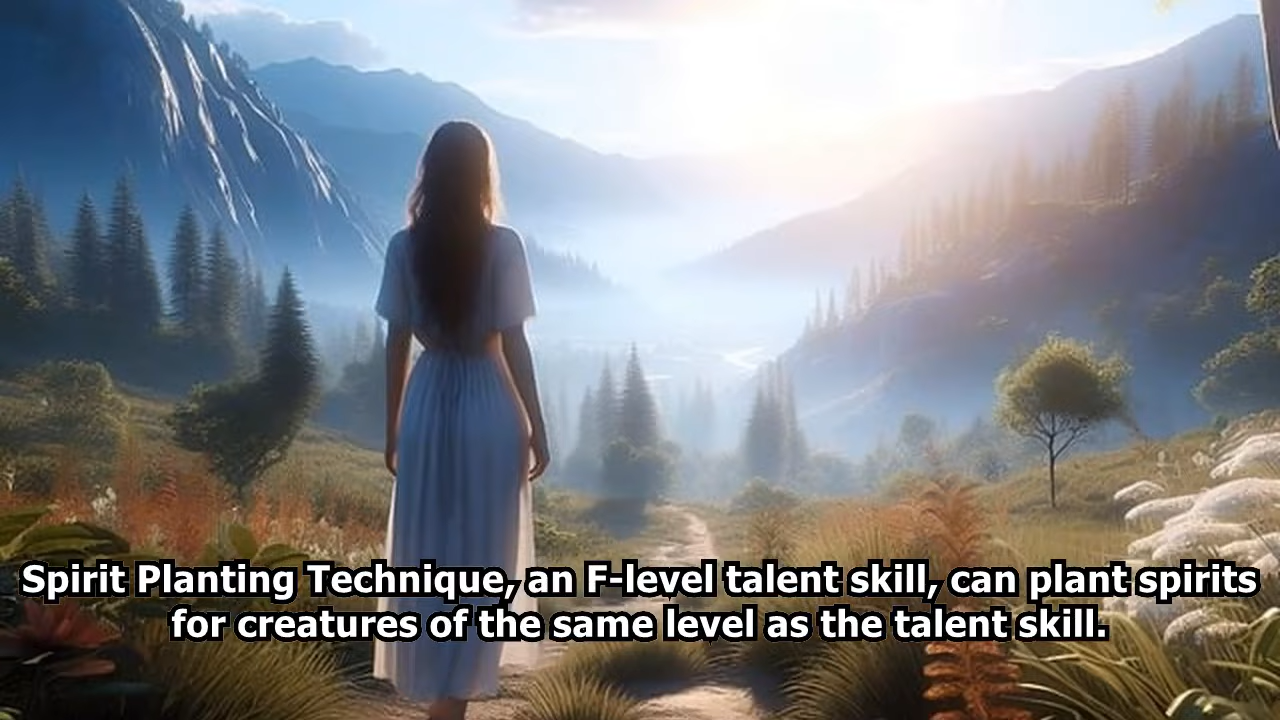 Spirit Planting Technique, an F-level talent skill, can plant spirits
for creatures of the same level as the talent skill.